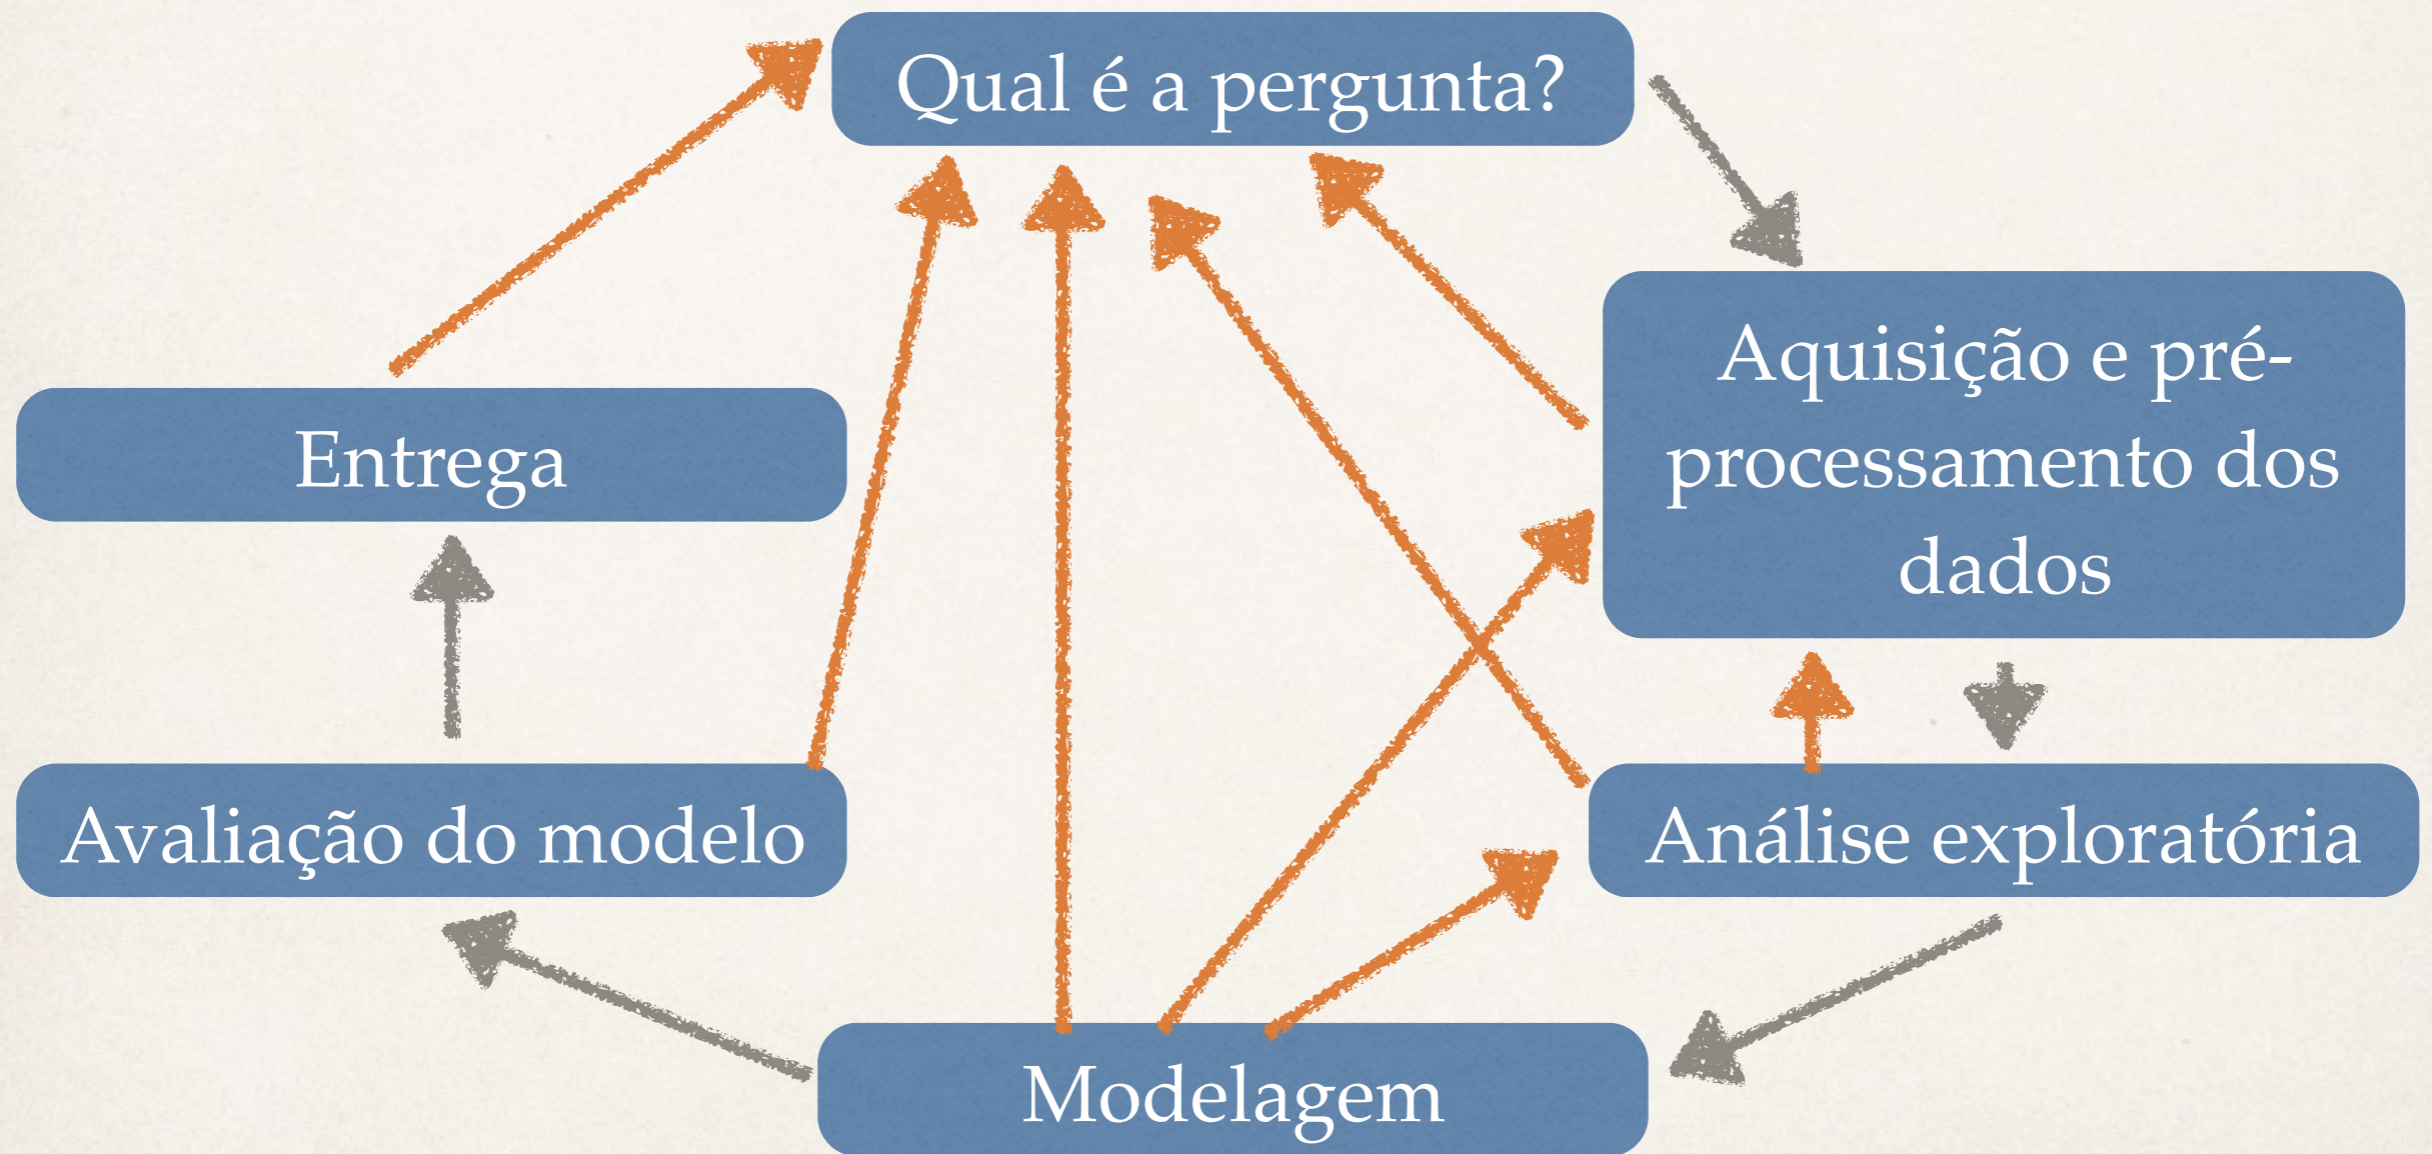 Qual é a pergunta?
Aquisição e pré-
processamento dos
dados
Entrega
Avaliação do modelo
Análise exploratória
Modelagem